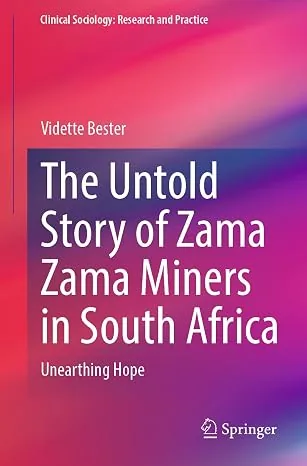 Clinical Sociology: Research and Practice
Vidette Bester
The Untold
Story of Zama
Zama Miners
in South Africa
Unearthing Hope
Springer